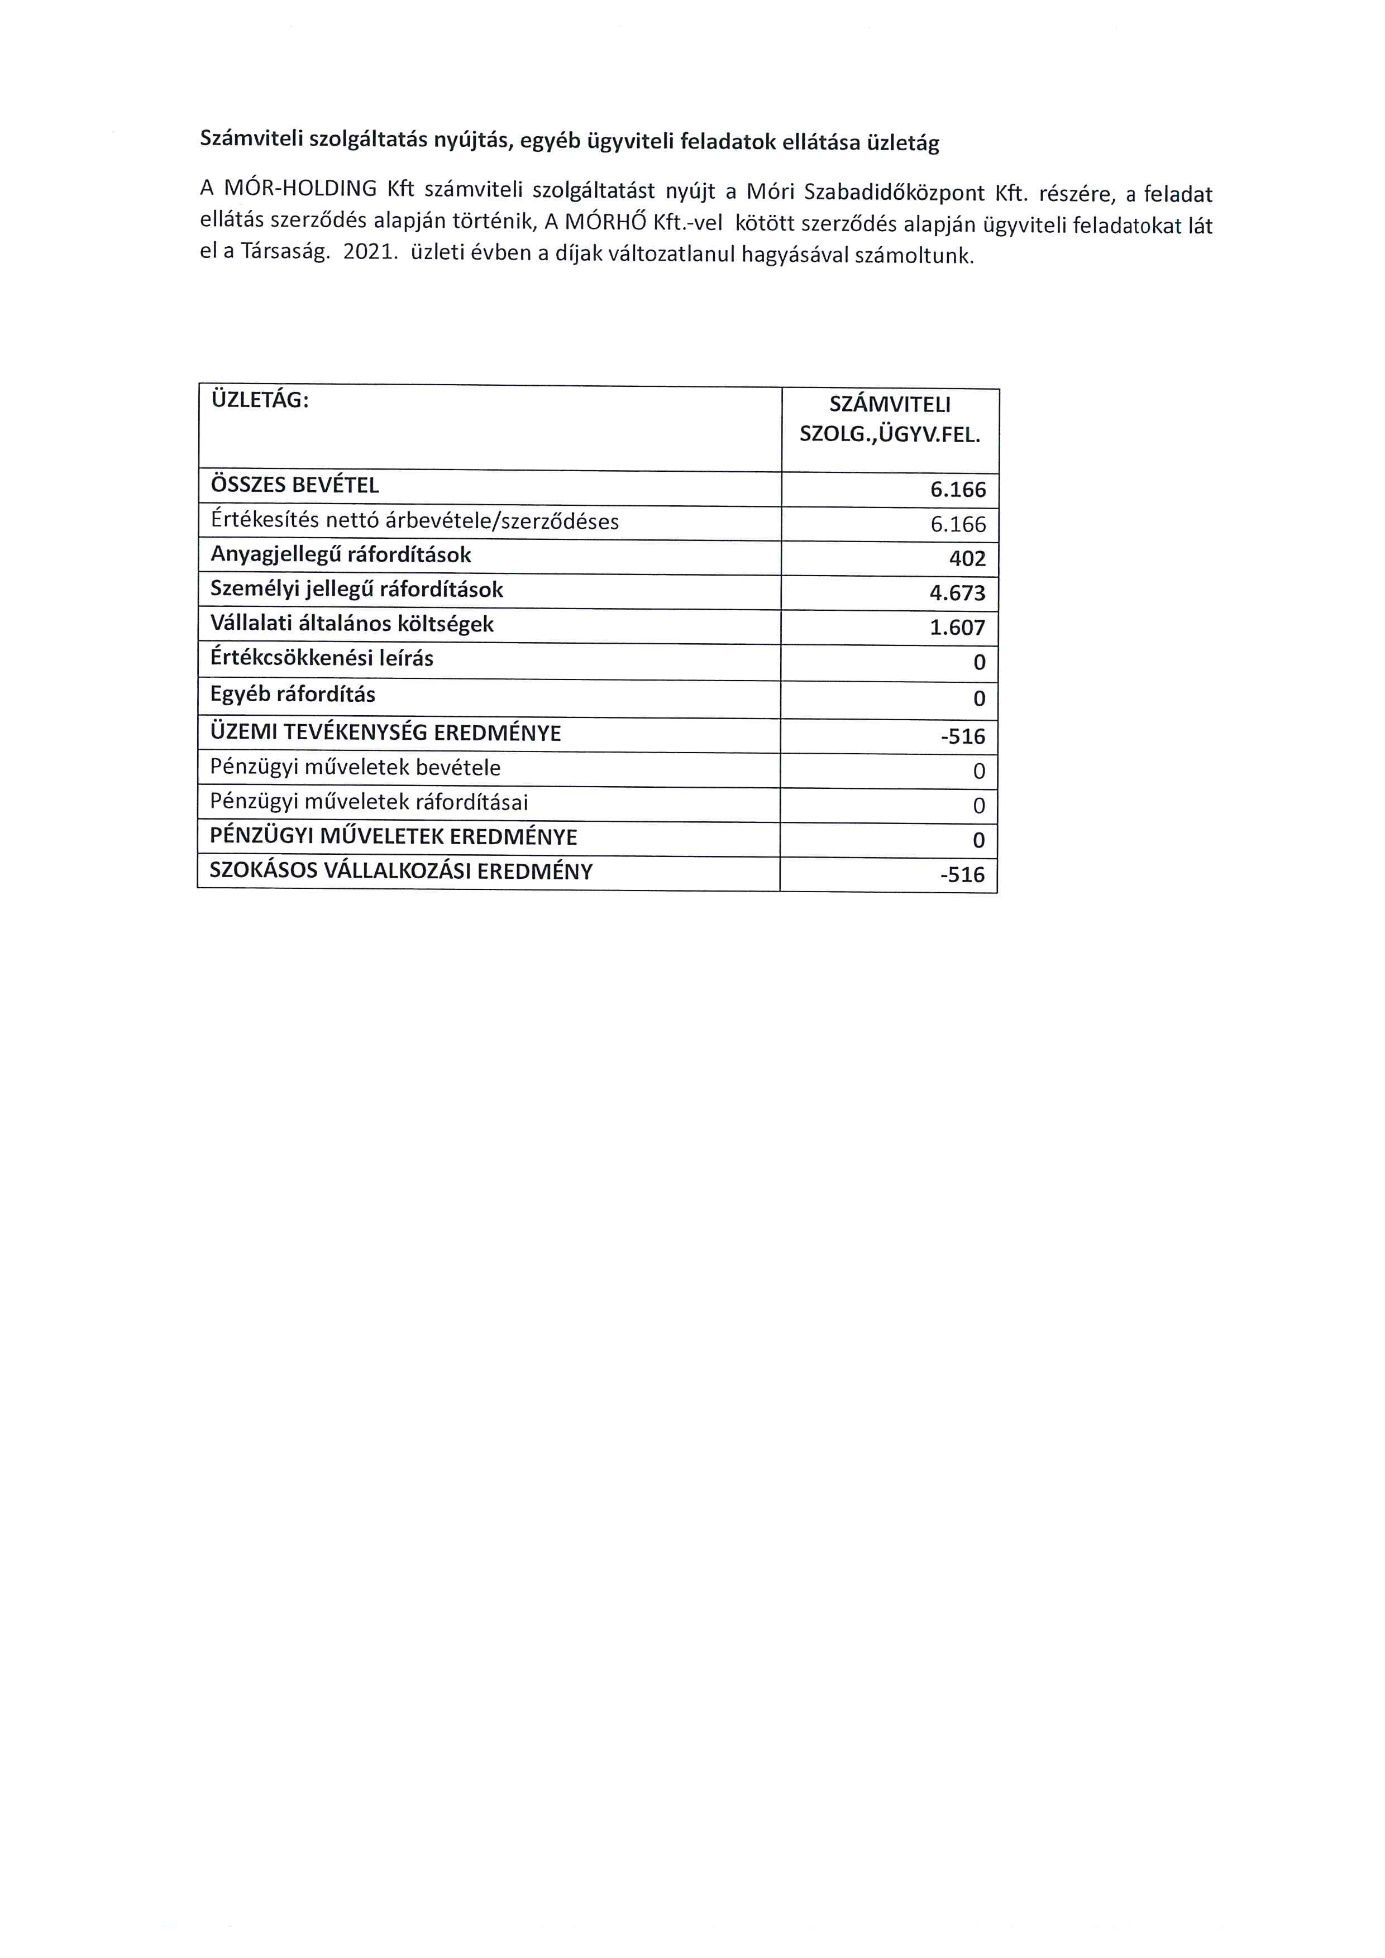 Számviteli szolgáltatás nyújtás, egyéb ügyviteli feladatok ellátása üzletág
A MÓR-HOLDING Kft számviteli szolgáltatást nyújt a Móri Szabadidőközpont Kft. részére, a feladat
ellátás szerződés alapján történik, A MÓRHŐ Kft.-vel kötött szerződés alapján ügyviteli feladatokat lát
el a Társaság. 2021. üzleti évben a díjak változatlanul hagyásával számoltunk.
ÜZLETÁG: SZÁMVITELI
SZOLG.,ÜGYV.FEL.
ÖSSZES BEVÉTEL 6.166
Értékesítés nettó árbevétele/szerződéses 6.166
Anyagjellegű ráfordítások 402
Személyi jellegű ráfordítások 4.673
Vállalati általános költségek 1.607
Értékcsökkenési leírás 0
Egyéb ráfordítás 0
ÜZEMI TEVÉKENYSÉG EREDMÉNYE -516
Pénzügyi műveletek bevétele 0
Pénzügyi műveletek ráfordításai 0
PÉNZÜGYI MŰVELETEK EREDMÉNYE 0
SZOKÁSOS VÁLLALKOZÁSI EREDMÉNY -516